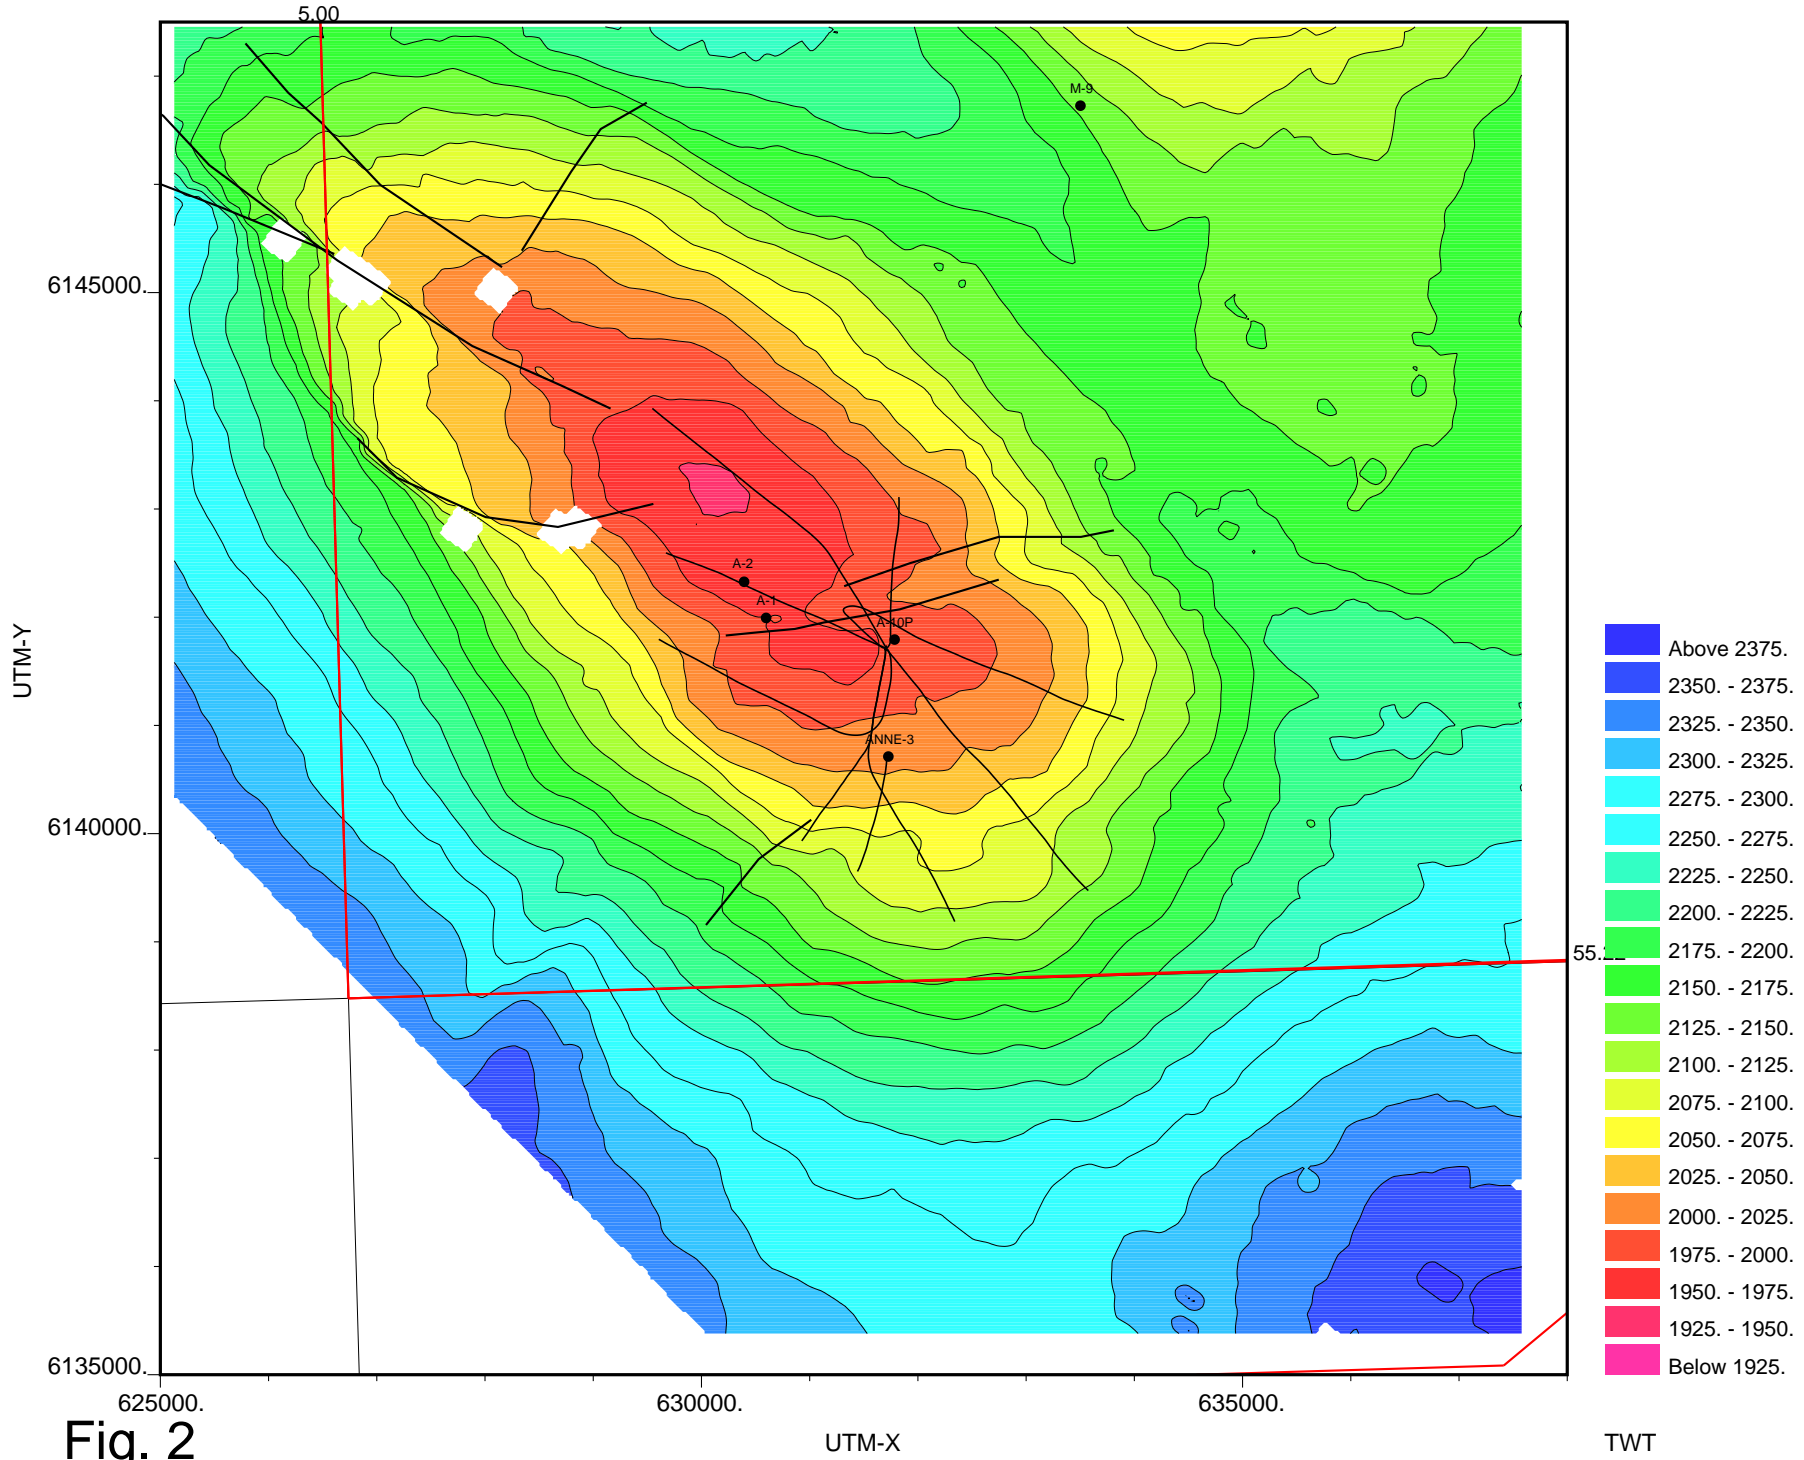 5.00
M-9
6145000.
A-2
A-1
A-10P
UTM-Y
ANNE-3
6140000.
6135000.
625000.
630000.
635000.
UTM-X
Fig. 2
Above 2375.
2350. - 2375.
2325. - 2350.
2300. - 2325.
2275. - 2300.
2250. - 2275.
2225. - 2250.
2200. - 2225.
2175. - 2200.
2150. - 2175.
2125. - 2150.
2100. - 2125.
2075. - 2100.
2050. - 2075.
2025. - 2050.
2000. - 2025.
1975. - 2000.
1950. - 1975.
1925. - 1950.
Below 1925.
TWT